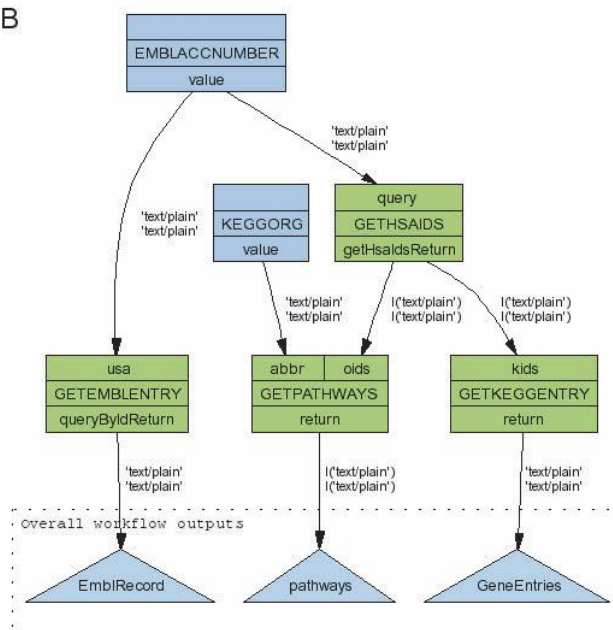 B
EMBLACCNUMBER
value
'text/plain'
'text/plain'
'text/plain'
'text/plain'
KEGGORG
value
query
GETHSAIDS
getHsaIdsReturn
'text/plain'
'text/plain'
l('text/plain')
l('text/plain')
l('text/plain')
l('text/plain')
usa
GETEMBLENTRY
queryByIdReturn
abbr oids
GETPATHWAYS
return
kids
GETKEGGENTRY
return
'text/plain'
'text/plain'
l('text/plain')
l('text/plain')
'text/plain'
'text/plain'
Overall workflow outputs
EmblRecord
pathways
GeneEntries